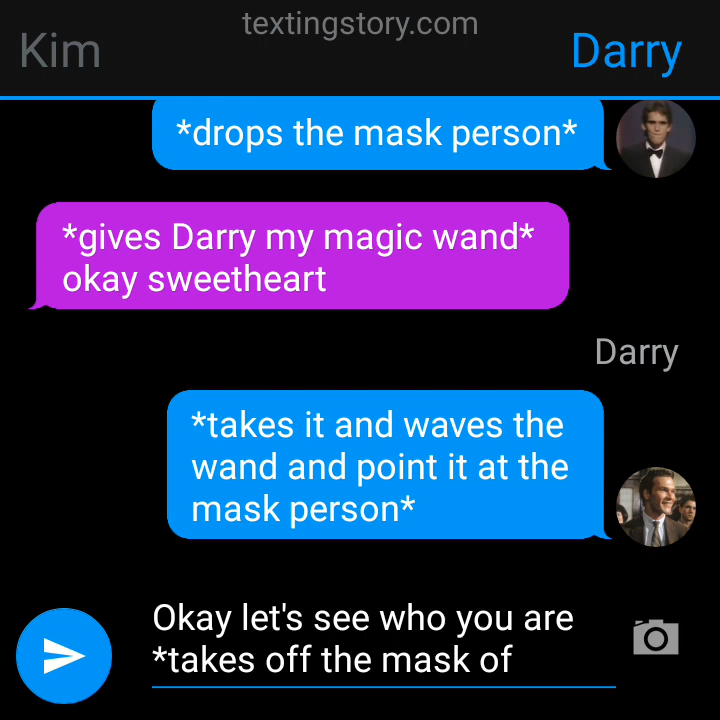 textingstory.com
Kim
Darry
*drops the mask person*
*gives Darry my magic wand*
okay sweetheart
Darry
*takes it and waves the
wand and point it at the
mask person*
Okay let's see who you are
*takes off the mask of